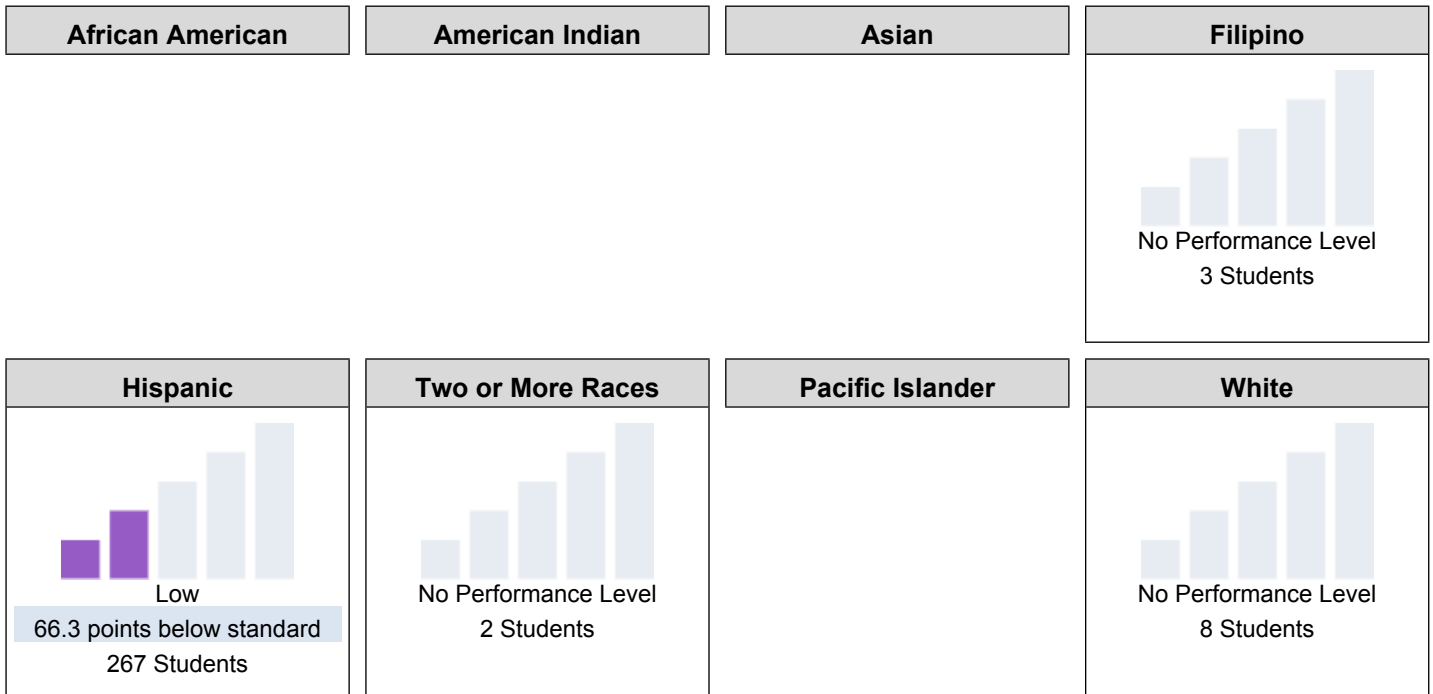 African American
American Indian
Asian
Filipino
No Performance Level
3 Students
Hispanic
Two or More Races
Pacific Islander
White
Low
66.3 points below standard
267 Students
No Performance Level
2 Students
No Performance Level
8 Students